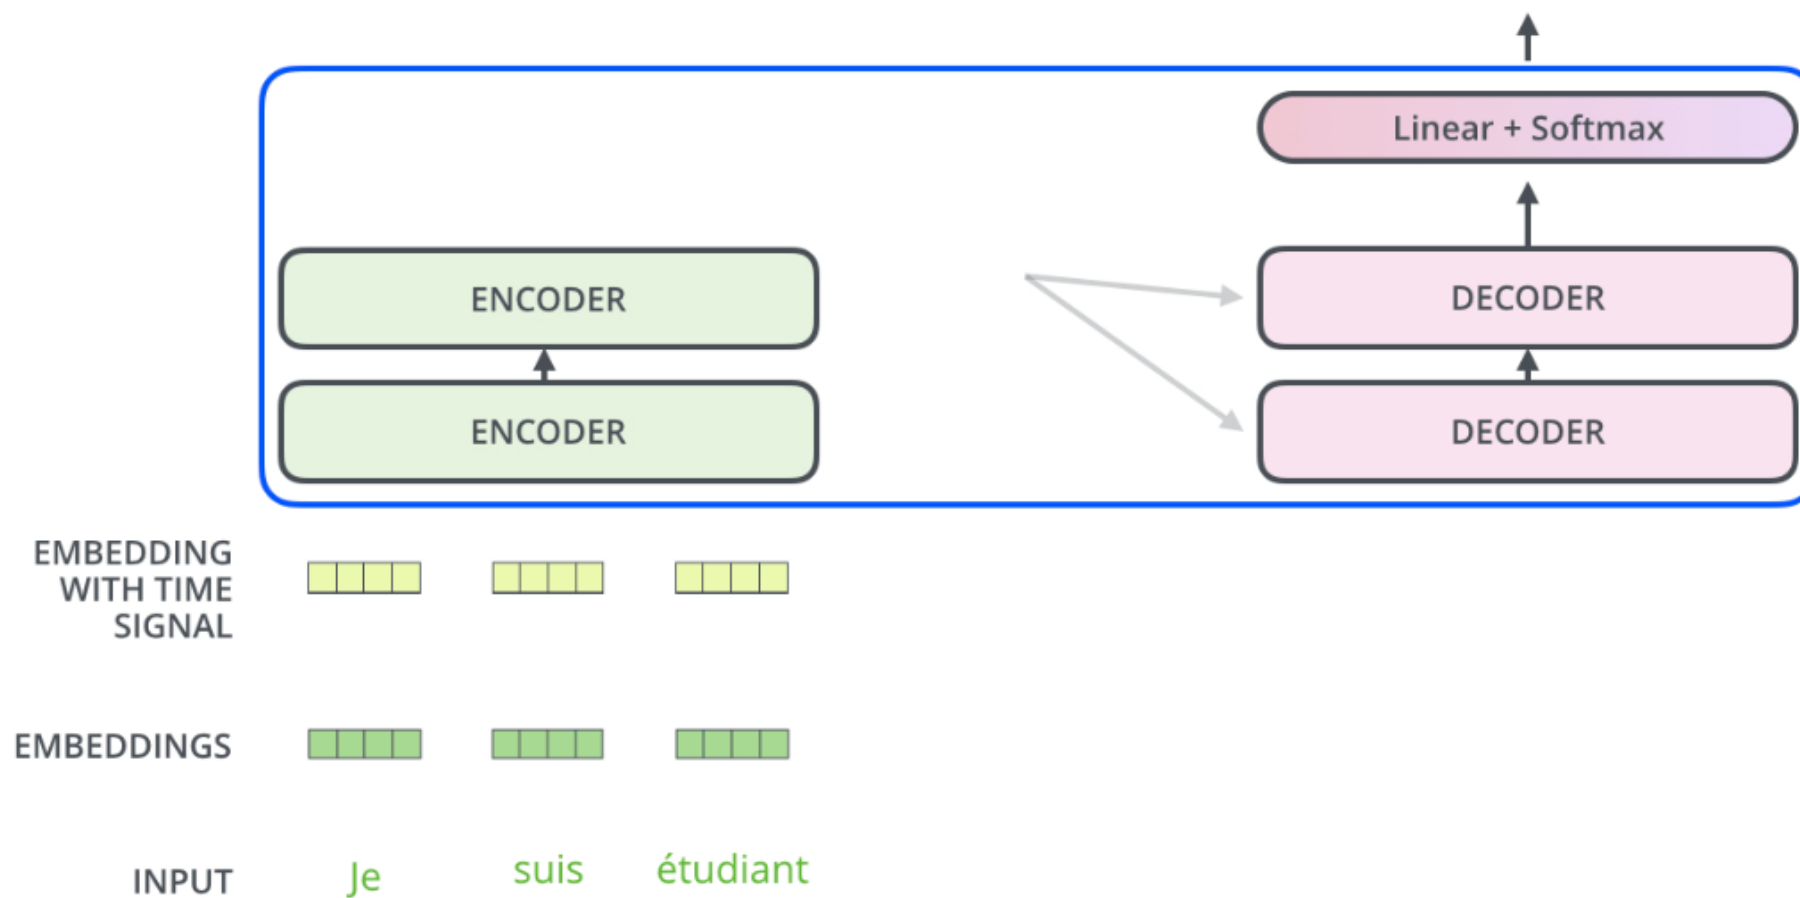 Linear + Softmax
ENCODER
DECODER
ENCODER
DECODER
EMBEDDING
WITH TIME
SIGNAL
EMBEDDINGS
INPUT Je suis étudiant